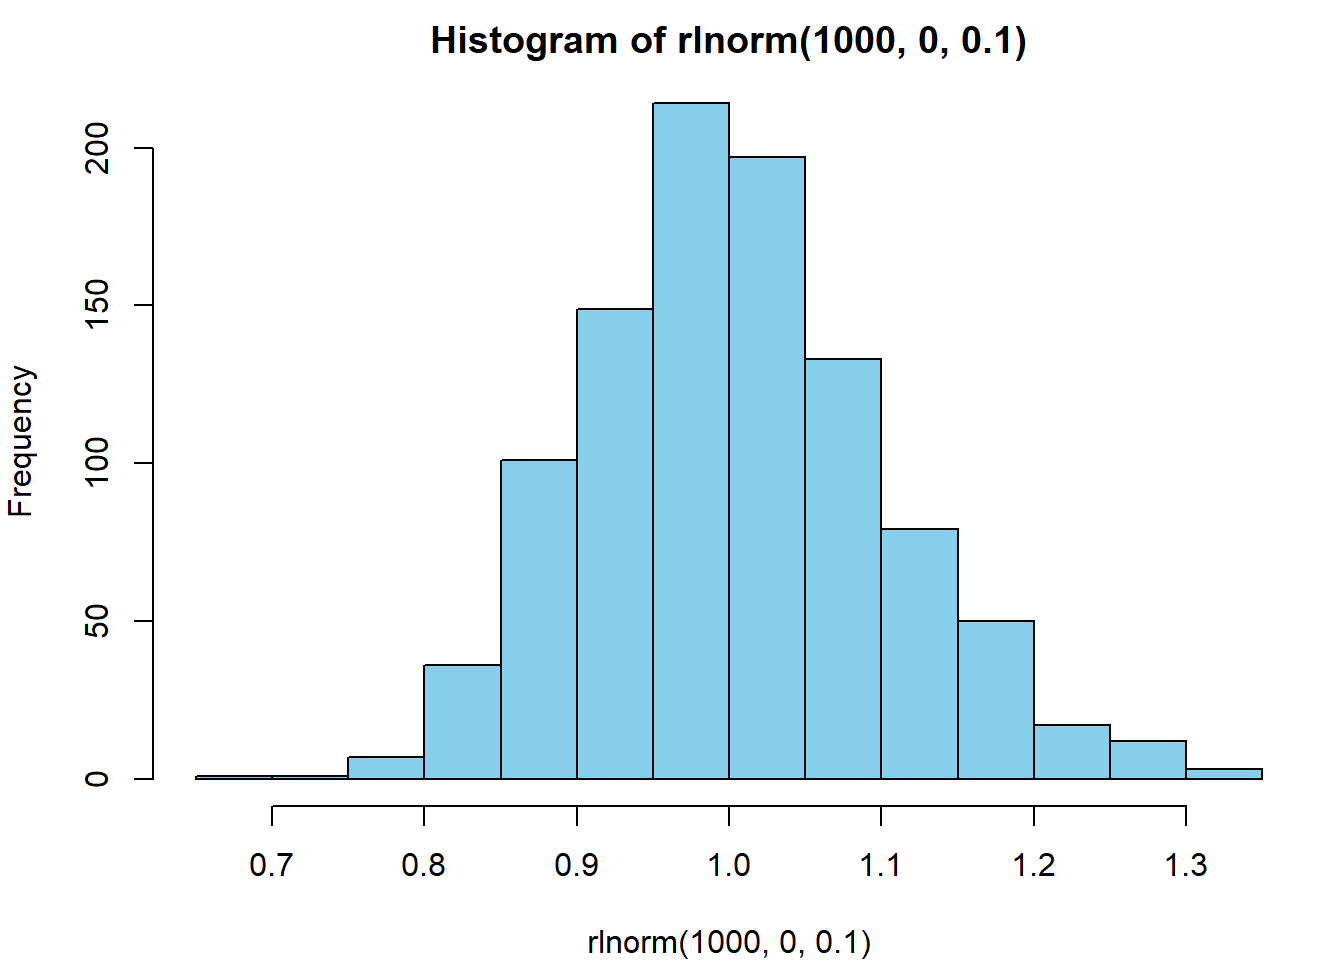 Histogram of rlnorm(1000, 0, 0.1)
Frequency
200
150
100
50
0
0.7 0.8 0.9 1.0 1.1 1.2 1.3
rlnorm(1000, 0, 0.1)